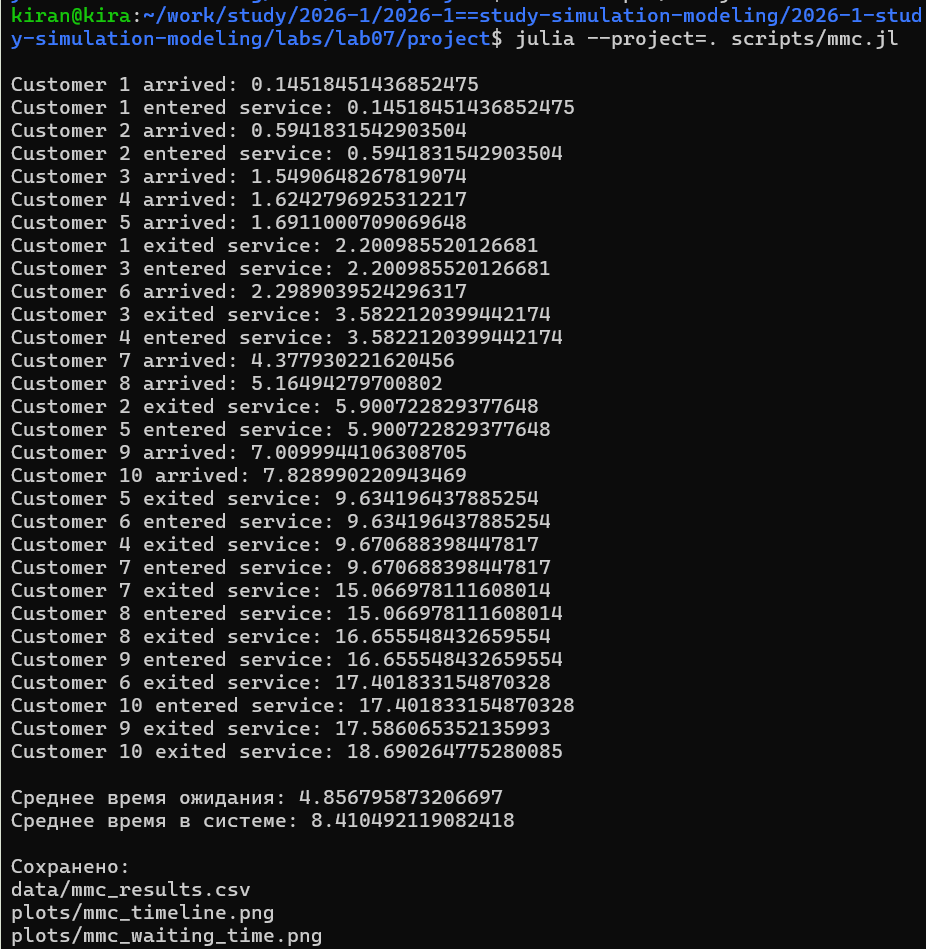 kiran@kira:~/work/study/2026-1/2026-1==study-simulation-modeling/2026-1-stud
y-simulation-modeling/labs/lab07/project$ julia --project=. scripts/mmc.jl
Customer 1 arrived: 0.14518451436852475
Customer 1 entered service: 0.14518451436852475
Customer 2 arrived: 0.5941831542903504
Customer 2 entered service: 0.5941831542903504
Customer 3 arrived: 1.5490648267819074
Customer 4 arrived: 1.6242796925312217
Customer 5 arrived: 1.6911000709069648
Customer 1 exited service: 2.200985520126681
Customer 3 entered service: 2.200985520126681
Customer 6 arrived: 2.2989039524296317
Customer 3 exited service: 3.5822120399442174
Customer 4 entered service: 3.5822120399442174
Customer 7 arrived: 4.377930221620456
Customer 8 arrived: 5.16494279700802
Customer 2 exited service: 5.900722829377648
Customer 5 entered service: 5.900722829377648
Customer 9 arrived: 7.0099944106308705
Customer 10 arrived: 7.828990220943469
Customer 5 exited service: 9.634196437885254
Customer 6 entered service: 9.634196437885254
Customer 4 exited service: 9.670688398447817
Customer 7 entered service: 9.670688398447817
Customer 7 exited service: 15.066978111608014
Customer 8 entered service: 15.066978111608014
Customer 8 exited service: 16.655548432659554
Customer 9 entered service: 16.655548432659554
Customer 6 exited service: 17.401833154870328
Customer 10 entered service: 17.401833154870328
Customer 9 exited service: 17.586065352135993
Customer 10 exited service: 18.690264775280085
Среднее время ожидания: 4.856795873206697
Среднее время в системе: 8.410492119082418
Сохранено:
data/mmc_results.csv
plots/mmc_timeline.png
plots/mmc_waiting_time.png